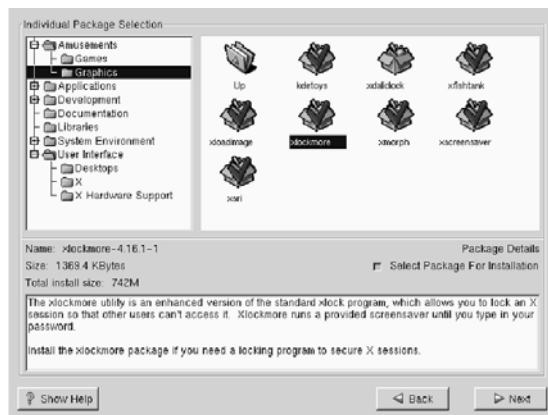 Individual Package Selection
Amusements
Games
Graphics
Applications
Development
Documentation
Libraries
System Environment
User Interface
Desktops
X
X Hardware Support
Up
kdetoys
xdaliclock
xfishtank
xloadimage
xlockmore
xmorph
xscreensaver
xsri
Name: xlockmore-4.16.1-1
Package Details
Size: 1369.4 KBytes
Select Package For Installation
Total install size: 742M
The xlockmore utility is an enhanced version of the standard xlock program, which allows you to lock an X
session so that other users can't access it. Xlockmore runs a provided screensaver until you type in your
password.
Install the xlockmore package if you need a locking program to secure X sessions.
Show Help
Back
Next